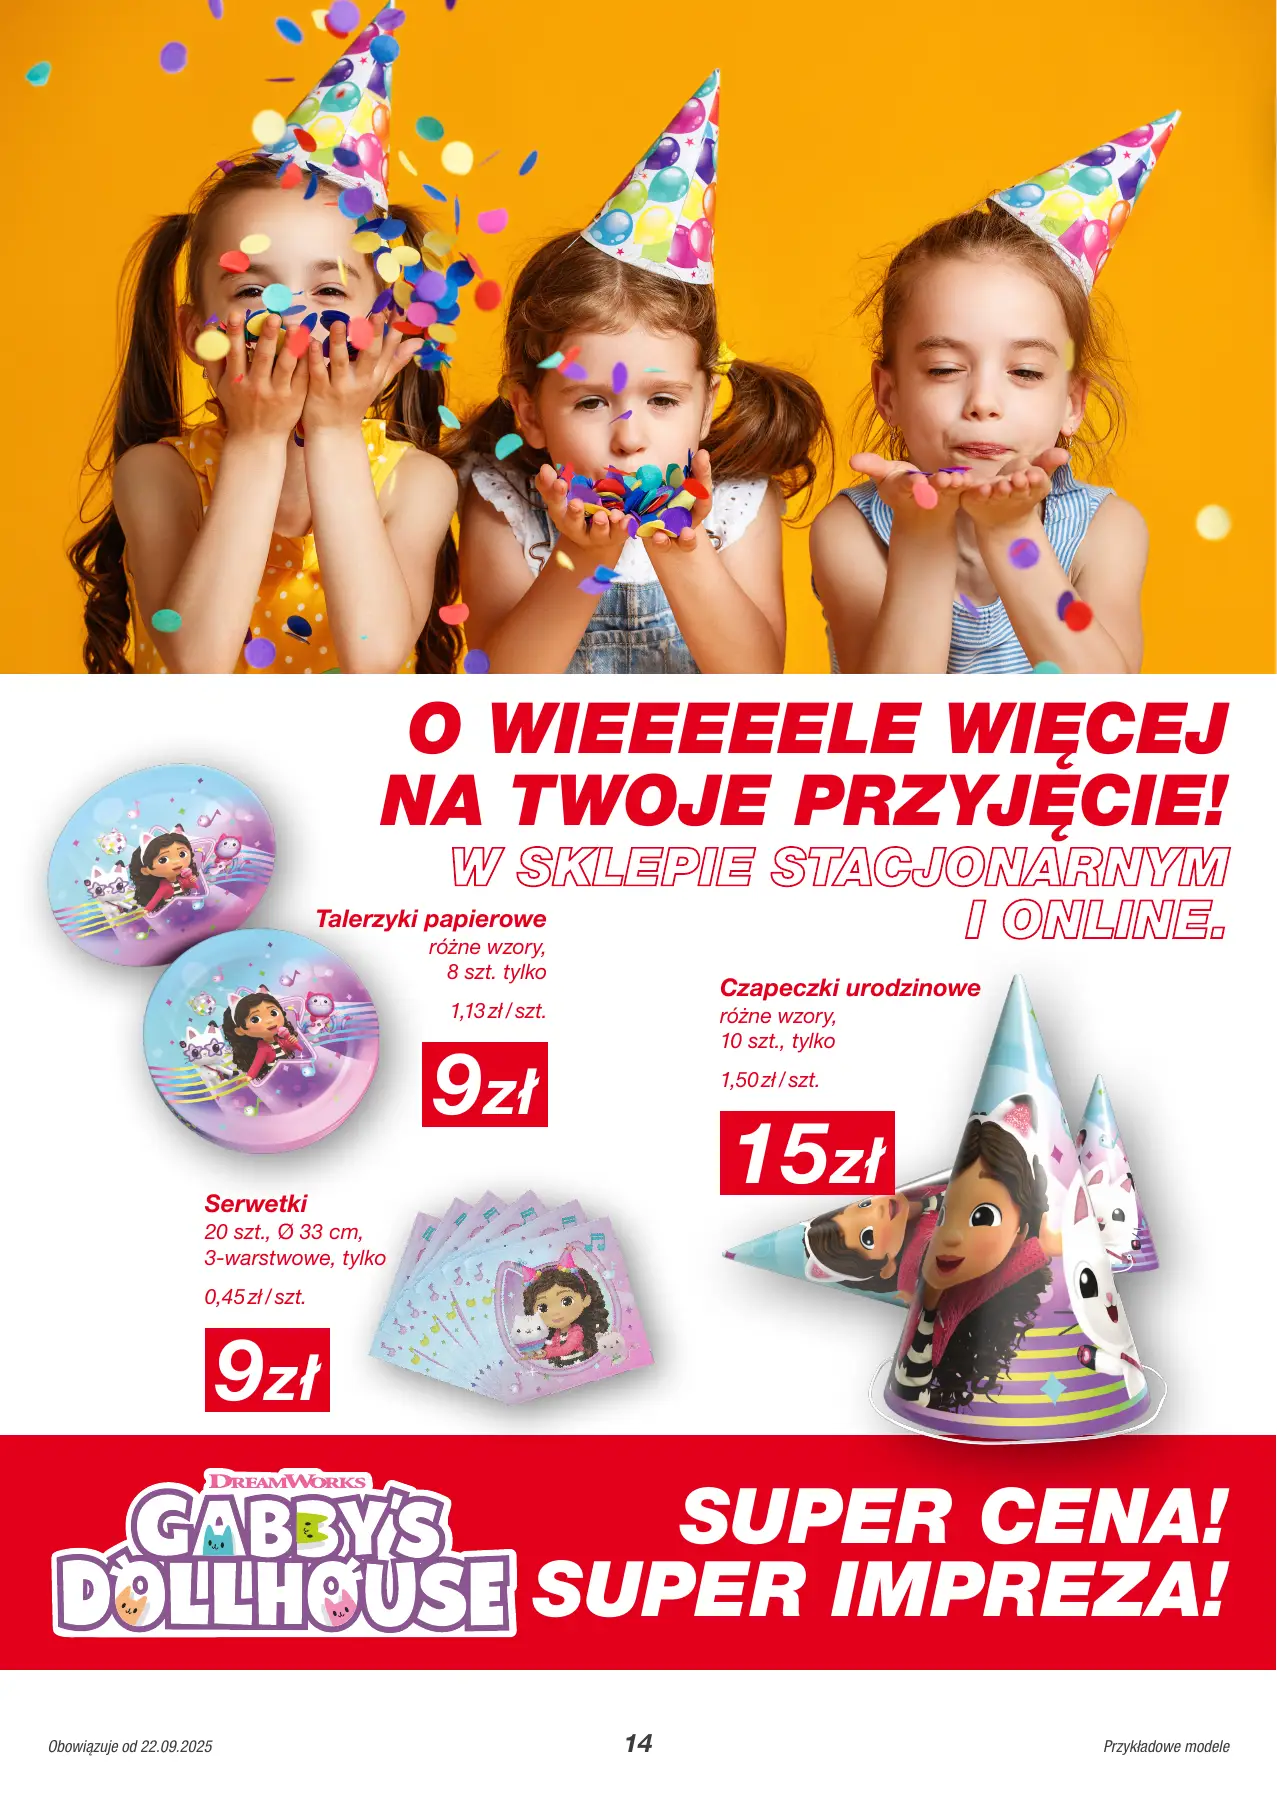 O WIEEEEELE WIĘCEJ
NA TWOJE PRZYJĘCIE!
W SKLEPIE STACJONARNYM
I ONLINE.
Talerzyki papierowe
różne wzory,
8 szt. tylko
1,13 zł / szt.
9zł
Czapeczki urodzinowe
różne wzory,
10 szt., tylko
1,50 zł / szt.
15zł
Serwetki
20 szt., Ø 33 cm,
3-warstwowe, tylko
0,45 zł / szt.
9zł
DREAMWORKS
GABBY'S
DOLLHOUSE
SUPER CENA!
SUPER IMPREZA!
Obowiązuje od 22.09.2025
14
Przykładowe modele